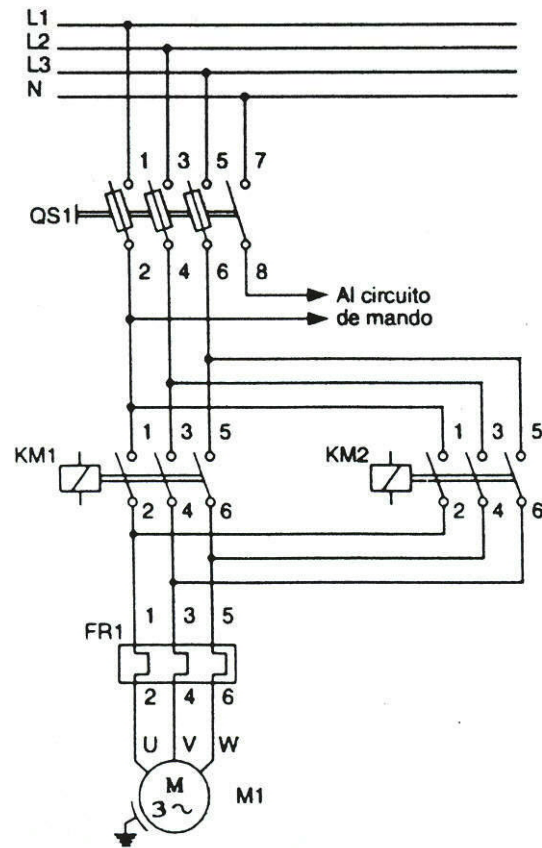 L1
L2
L3
N
1 3 5 7
QS1
2 4 6 8
Al circuito
de mando
1 3 5
KM1
2 4 6
1 3 5
KM2
2 4 6
1 3 5
FR1
2 4 6
U V W
M
3 ~
M1